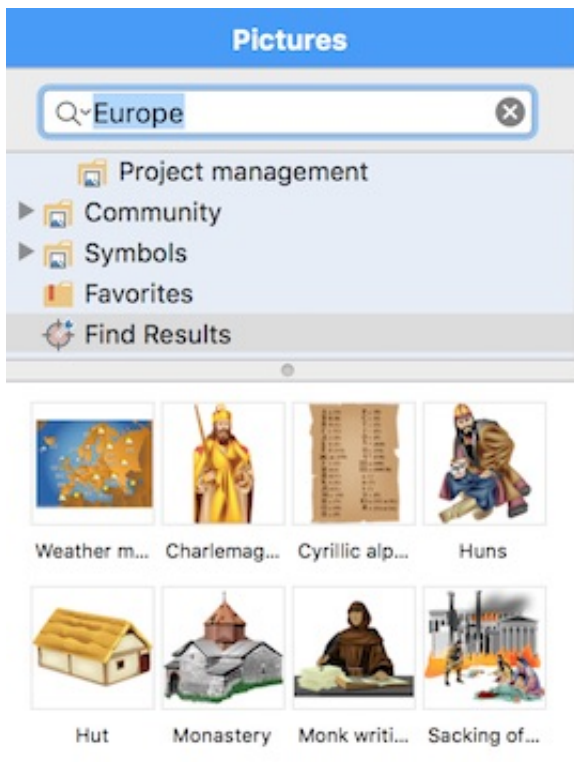 Pictures
Europe
Project management
Community
Symbols
Favorites
Find Results
Weather m... Charlemag... Cyrillic alp... Huns
Hut Monastery Monk writi... Sacking of...